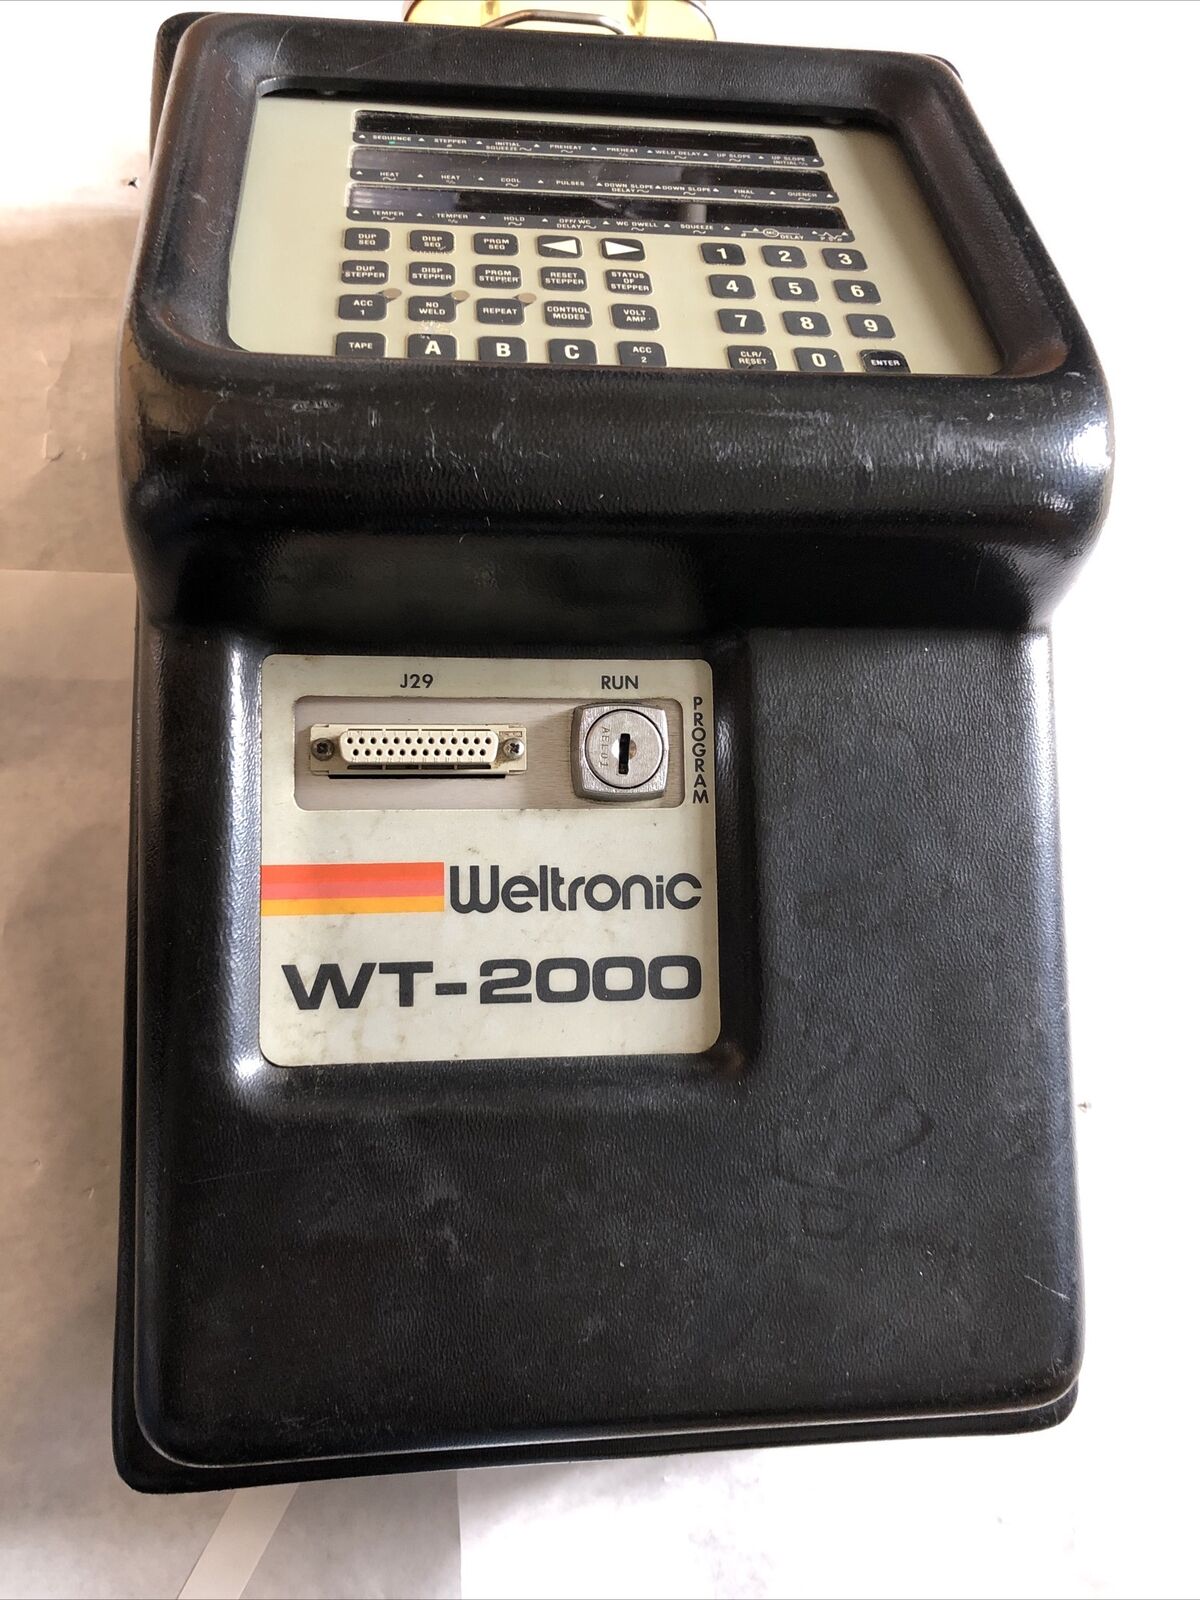 SEQUENCE STEPPER # INITIAL SQUEEZE PREHEAT PREHEAT % WELD DELAY UP SLOPE UP SLOPE INITIAL %
HEAT HEAT % COOL PULSES DOWN SLOPE DELAY DOWN SLOPE FINAL % QUENCH
TEMPER TEMPER % HOLD OFF/WC DELAY WC DWELL SQUEEZE # DELAY
DUP SEQ DISP SEQ PRGM SEQ 1 2 3
DUP STEPPER DISP STEPPER PRGM STEPPER RESET STEPPER STATUS OF STEPPER 4 5 6
ACC 1 NO WELD REPEAT CONTROL MODES VOLT AMP 7 8 9
TAPE A B C ACC 2 CLR/ RESET 0 ENTER
J29 RUN
PROGRAM
Weltronic
WT-2000